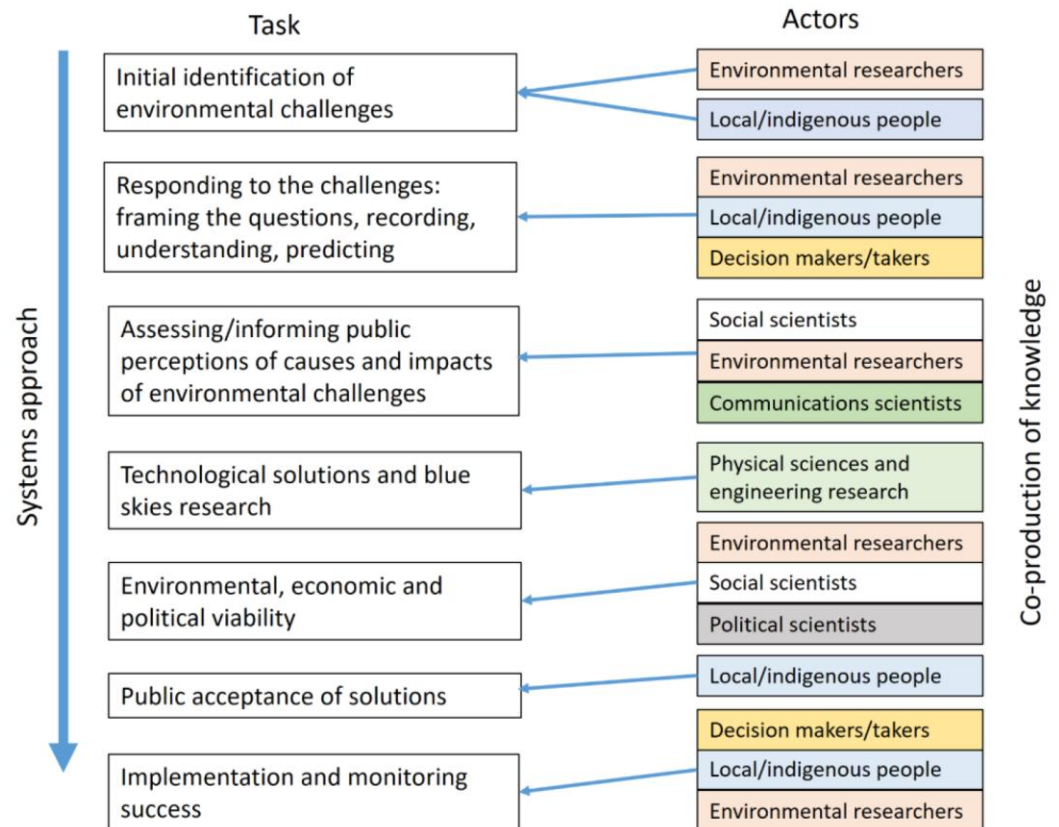 Task
Actors
Systems approach
Initial identification of
environmental challenges
Environmental researchers
Local/indigenous people
Responding to the challenges:
framing the questions, recording,
understanding, predicting
Environmental researchers
Local/indigenous people
Decision makers/takers
Assessing/informing public
perceptions of causes and impacts
of environmental challenges
Social scientists
Environmental researchers
Communications scientists
Technological solutions and blue
skies research
Physical sciences and
engineering research
Environmental, economic and
political viability
Environmental researchers
Social scientists
Political scientists
Public acceptance of solutions
Local/indigenous people
Implementation and monitoring
success
Decision makers/takers
Local/indigenous people
Environmental researchers
Co-production of knowledge